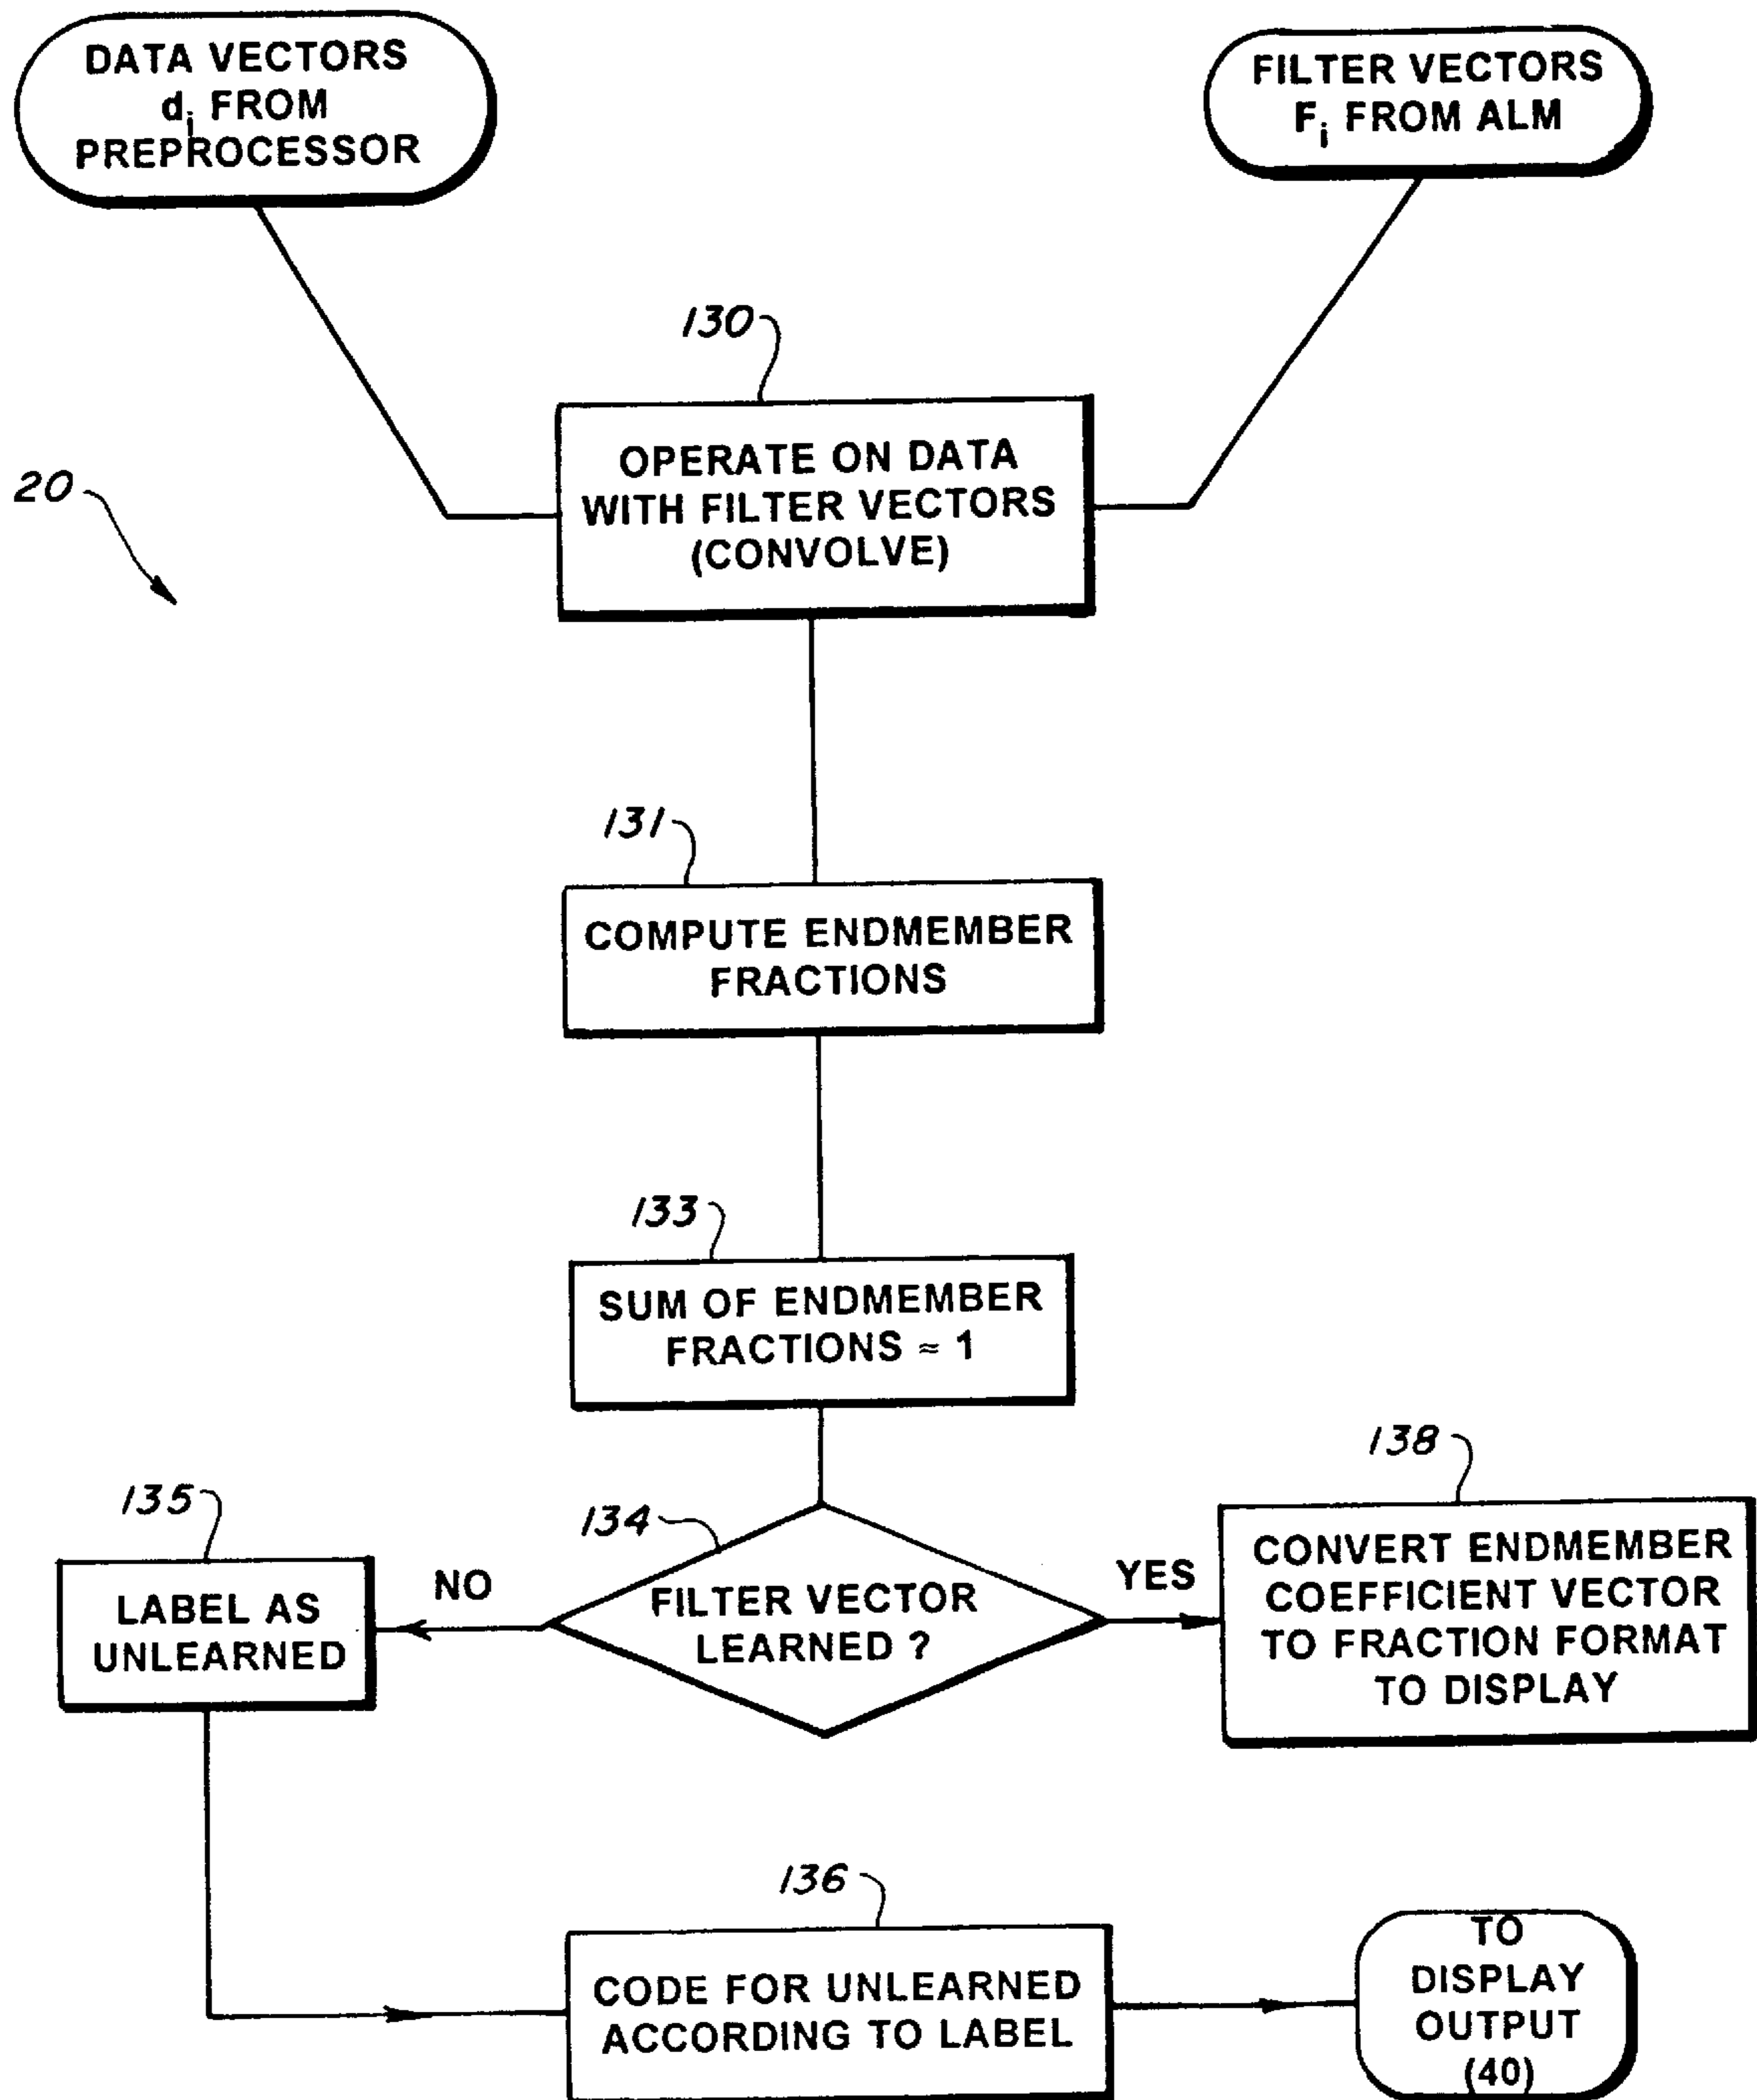 DATA VECTORS
dᵢ FROM
PREPROCESSOR
FILTER VECTORS
Fᵢ FROM ALM
130
OPERATE ON DATA
WITH FILTER VECTORS
(CONVOLVE)
20
131
COMPUTE ENDMEMBER
FRACTIONS
133
SUM OF ENDMEMBER
FRACTIONS ≈ 1
134
FILTER VECTOR
LEARNED ?
NO
YES
135
LABEL AS
UNLEARNED
138
CONVERT ENDMEMBER
COEFFICIENT VECTOR
TO FRACTION FORMAT
TO DISPLAY
136
CODE FOR UNLEARNED
ACCORDING TO LABEL
TO
DISPLAY
OUTPUT
(40)